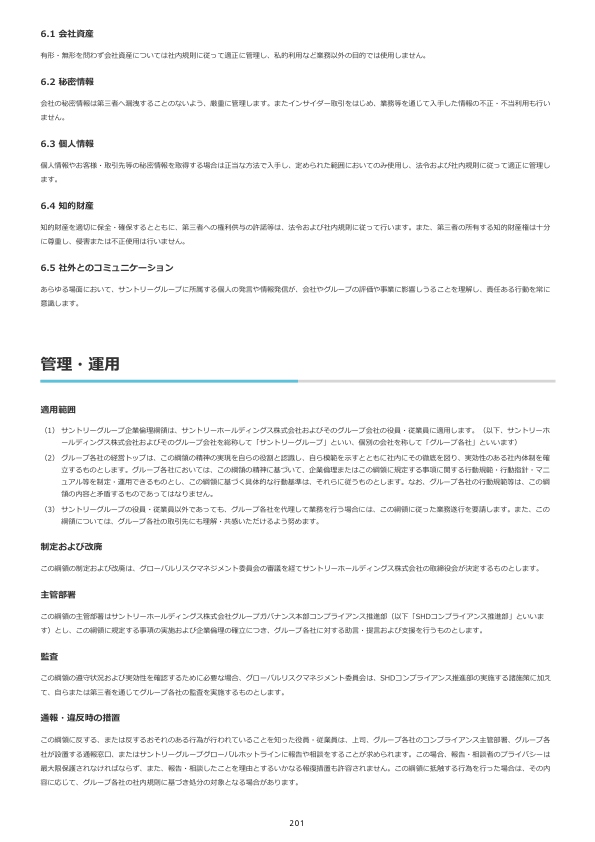 6.1 会社資産
有形・無形を問わず会社資産については社内規則に従って適正に管理し、私的利用など業務以外の目的では使用しません。
6.2 秘密情報
会社の秘密情報は第三者へ漏洩することのないよう、厳重に管理します。またインサイダー取引をはじめ、業務等を通じて入手した情報の不正・不当利用も行い
ません。
6.3 個人情報
個人情報やお客様・取引先等の秘密情報を取得する場合は正当な方法で入手し、定められた範囲においてのみ使用し、法令および社内規則に従って適正に管理し
ます。
6.4 知的財産
知的財産を適切に保全・確保するとともに、第三者への権利供与の許諾等は、法令および社内規則に従って行います。また、第三者の所有する知的財産権は十分
に尊重し、侵害または不正使用は行いません。
6.5 社外とのコミュニケーション
あらゆる場面において、サントリーグループに所属する個人の発言や情報発信が、会社やグループの評価や事業に影響しうることを理解し、責任ある行動を常に
意識します。
管理・運用
適用範囲
（1） サントリーグループ企業倫理綱領は、サントリーホールディングス株式会社およびそのグループ会社の役員・従業員に適用します。（以下、サントリーホ
ールディングス株式会社およびそのグループ会社を総称して「サントリーグループ」といい、個別の会社を称して「グループ各社」といいます）
（2） グループ各社の経営トップは、この綱領の精神の実現を自らの役割と認識し、自ら模範を示すとともに社内にその徹底を図り、実効性のある社内体制を確
立するものとします。グループ各社においては、この綱領の精神に基づいて、企業倫理またはこの綱領に規定する事項に関する行動規範・行動指針・マニ
ュアル等を制定・運用できるものとし、この綱領に基づく具体的な行動基準は、それらに従うものとします。なお、グループ各社の行動規範等は、この綱
領の内容と矛盾するものであってはなりません。
（3） サントリーグループの役員・従業員以外であっても、グループ各社を代理して業務を行う場合には、この綱領に従った業務遂行を要請します。また、この
綱領については、グループ各社の取引先にも理解・共感いただけるよう努めます。
制定および改廃
この綱領の制定および改廃は、グローバルリスクマネジメント委員会の審議を経てサントリーホールディングス株式会社の取締役会が決定するものとします。
主管部署
この綱領の主管部署はサントリーホールディングス株式会社グループガバナンス本部コンプライアンス推進部（以下「SHDコンプライアンス推進部」といいま
す）とし、この綱領に規定する事項の実施および企業倫理の確立につき、グループ各社に対する助言・提言および支援を行うものとします。
監査
この綱領の遵守状況および実効性を確認するために必要な場合、グローバルリスクマネジメント委員会は、SHDコンプライアンス推進部の実施する諸施策に加え
て、自らまたは第三者を通じてグループ各社の監査を実施するものとします。
通報・違反時の措置
この綱領に反する、または反するおそれのある行為が行われていることを知った役員・従業員は、上司、グループ各社のコンプライアンス主管部署、グループ各
社が設置する通報窓口、またはサントリーグループグローバルホットラインに報告や相談をすることが求められます。この場合、報告・相談者のプライバシーは
最大限保護されなければならず、また、報告・相談したことを理由とするいかなる報復措置も許容されません。この綱領に抵触する行為を行った場合は、その内
容に応じて、グループ各社の社内規則に基づき処分の対象となる場合があります。
201